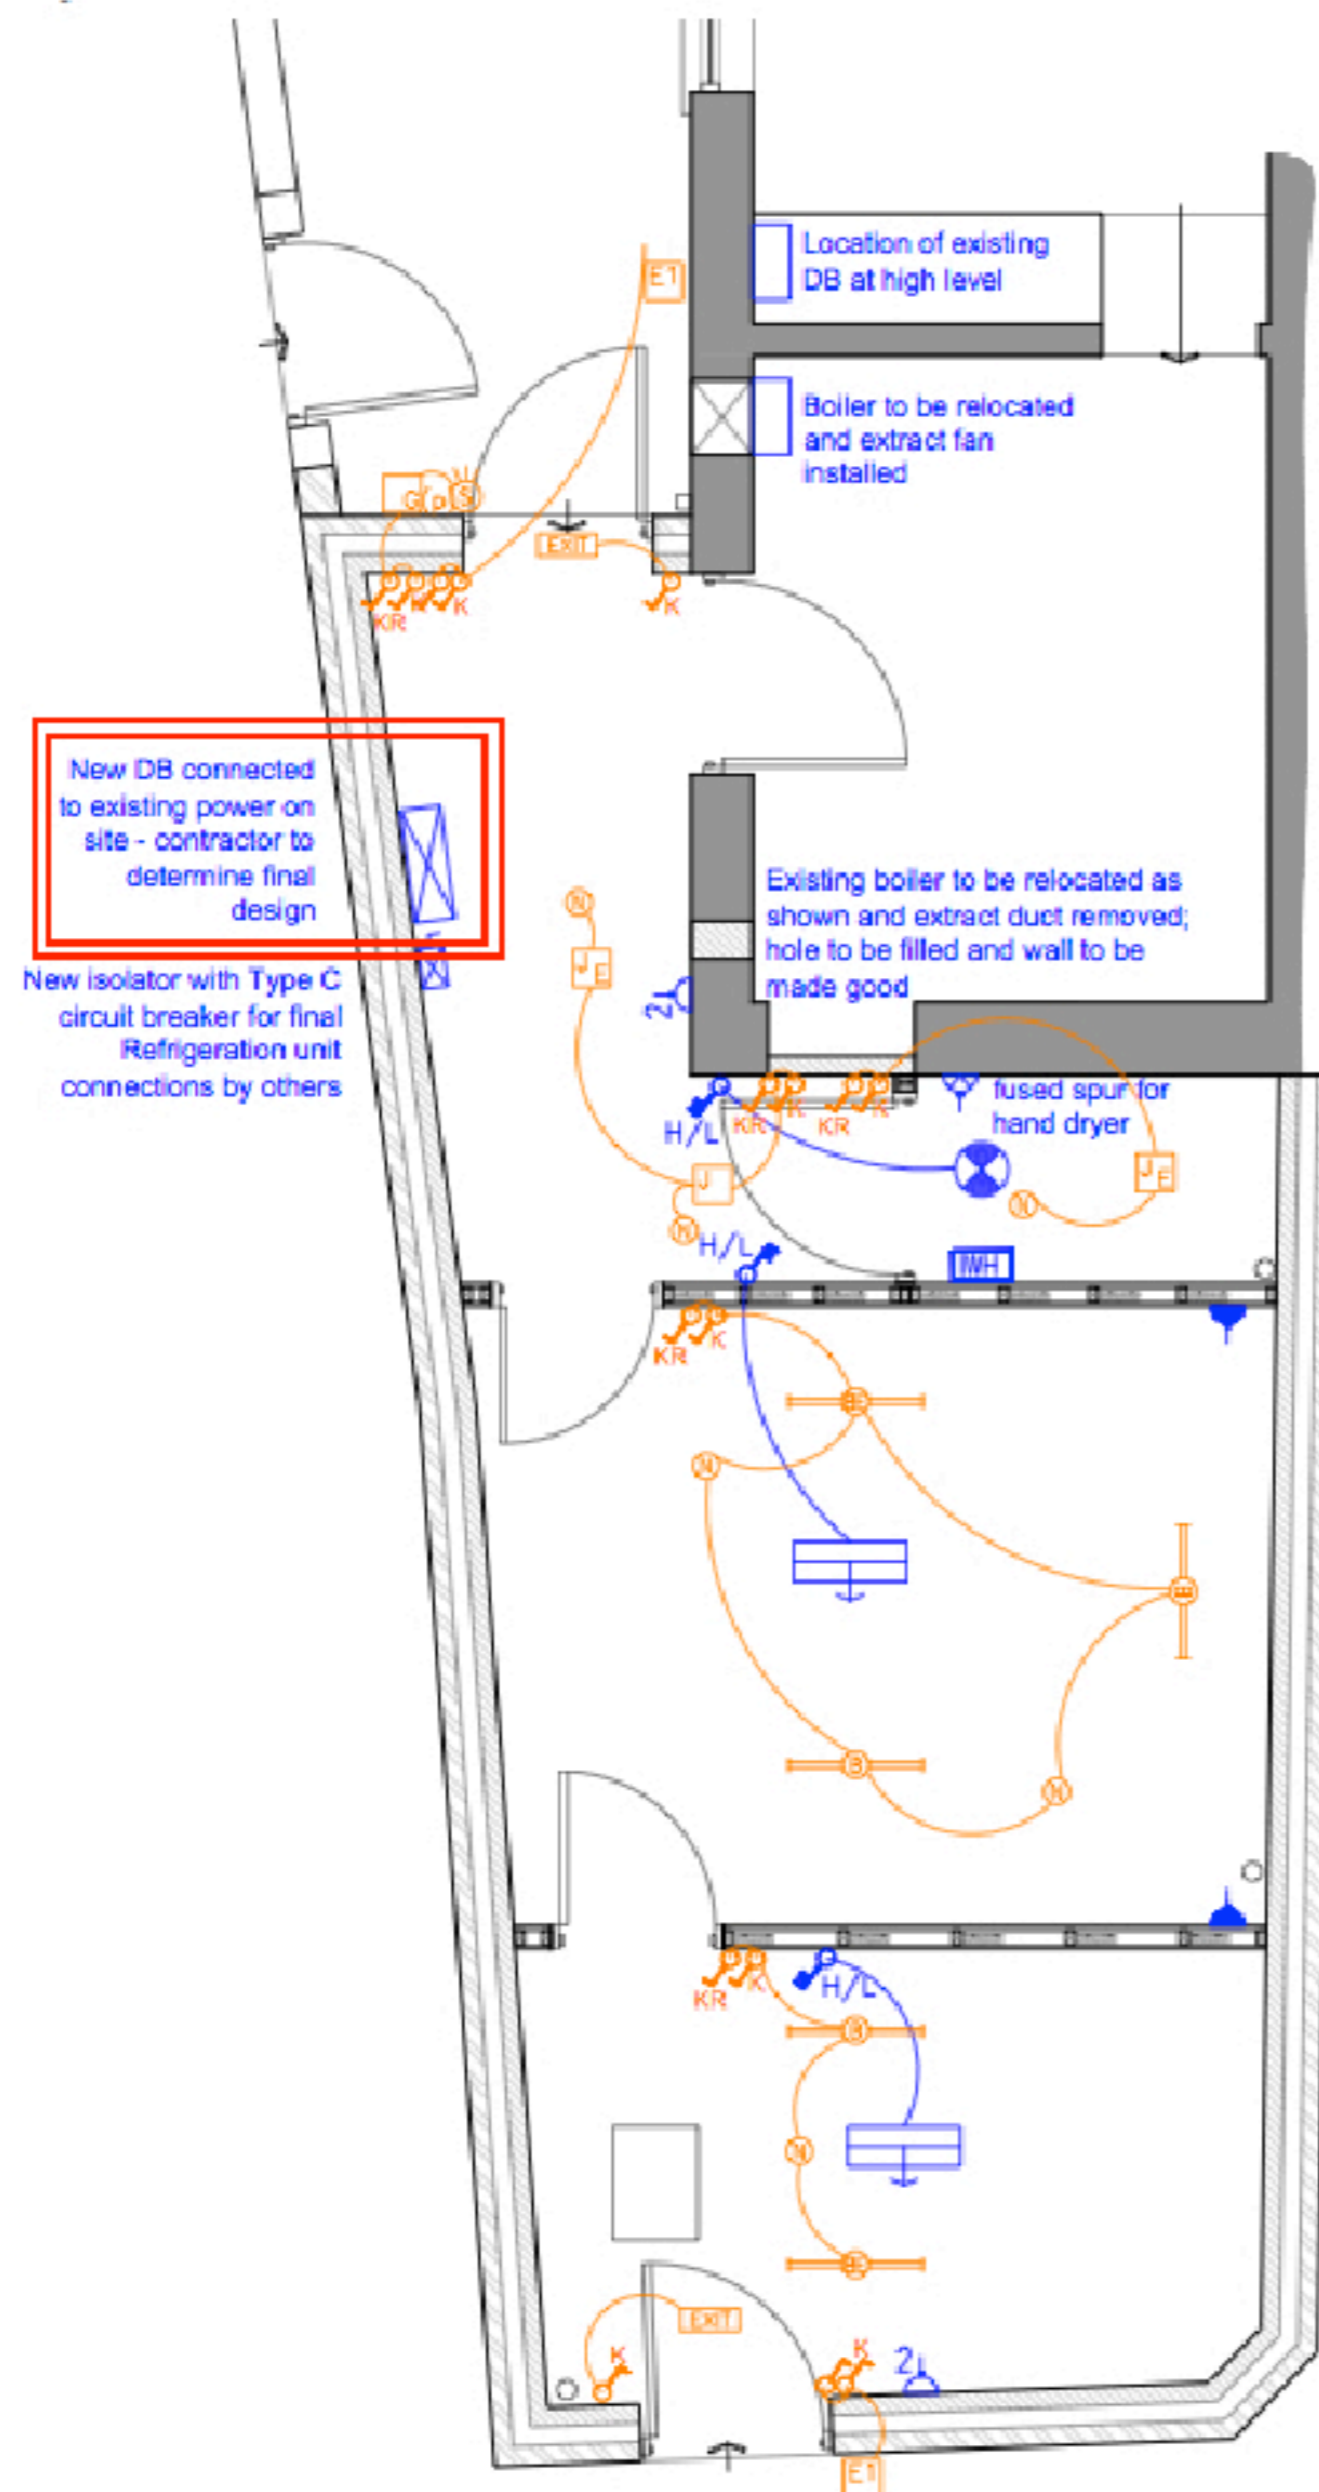 Location of existing
DB at high level
E1
Boiler to be relocated
and extract fan
installed
EXIT
KR
K
K
New DB connected
to existing power on
site - contractor to
determine final
design
Existing boiler to be relocated as
shown and extract duct removed;
hole to be filled and wall to be
made good
N
JE
2
New isolator with Type C
circuit breaker for final
Refrigeration unit
connections by others
fused spur for
hand dryer
H/L
KR
K
KR
K
J
JE
N
N
H/L
IWH
KR
K
N
B
N
KR
K
H/L
B
N
EXIT
K
K
2
E1